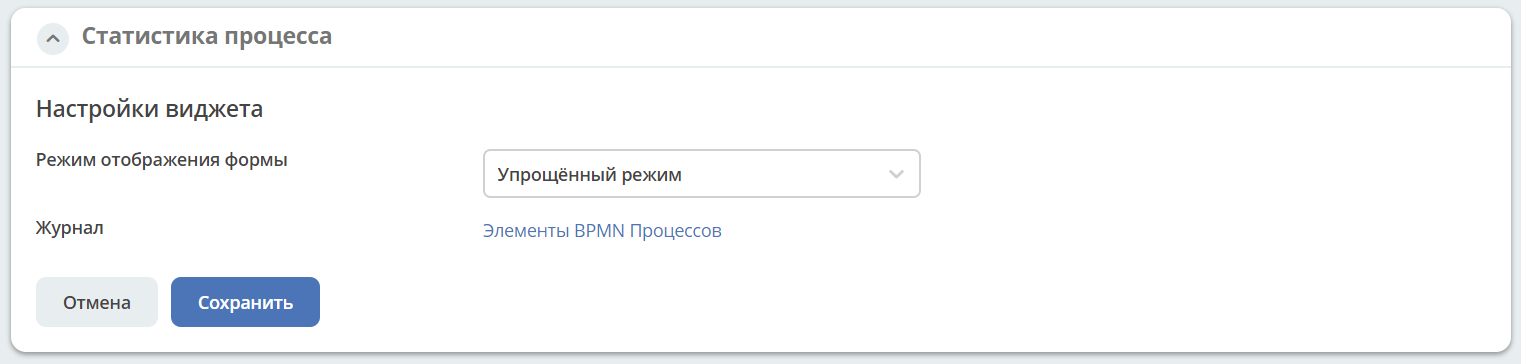 Статистика процесса
Настройки виджета
Режим отображения формы
Упрощённый режим
Журнал
Элементы BPMN Процессов
Отмена
Сохранить